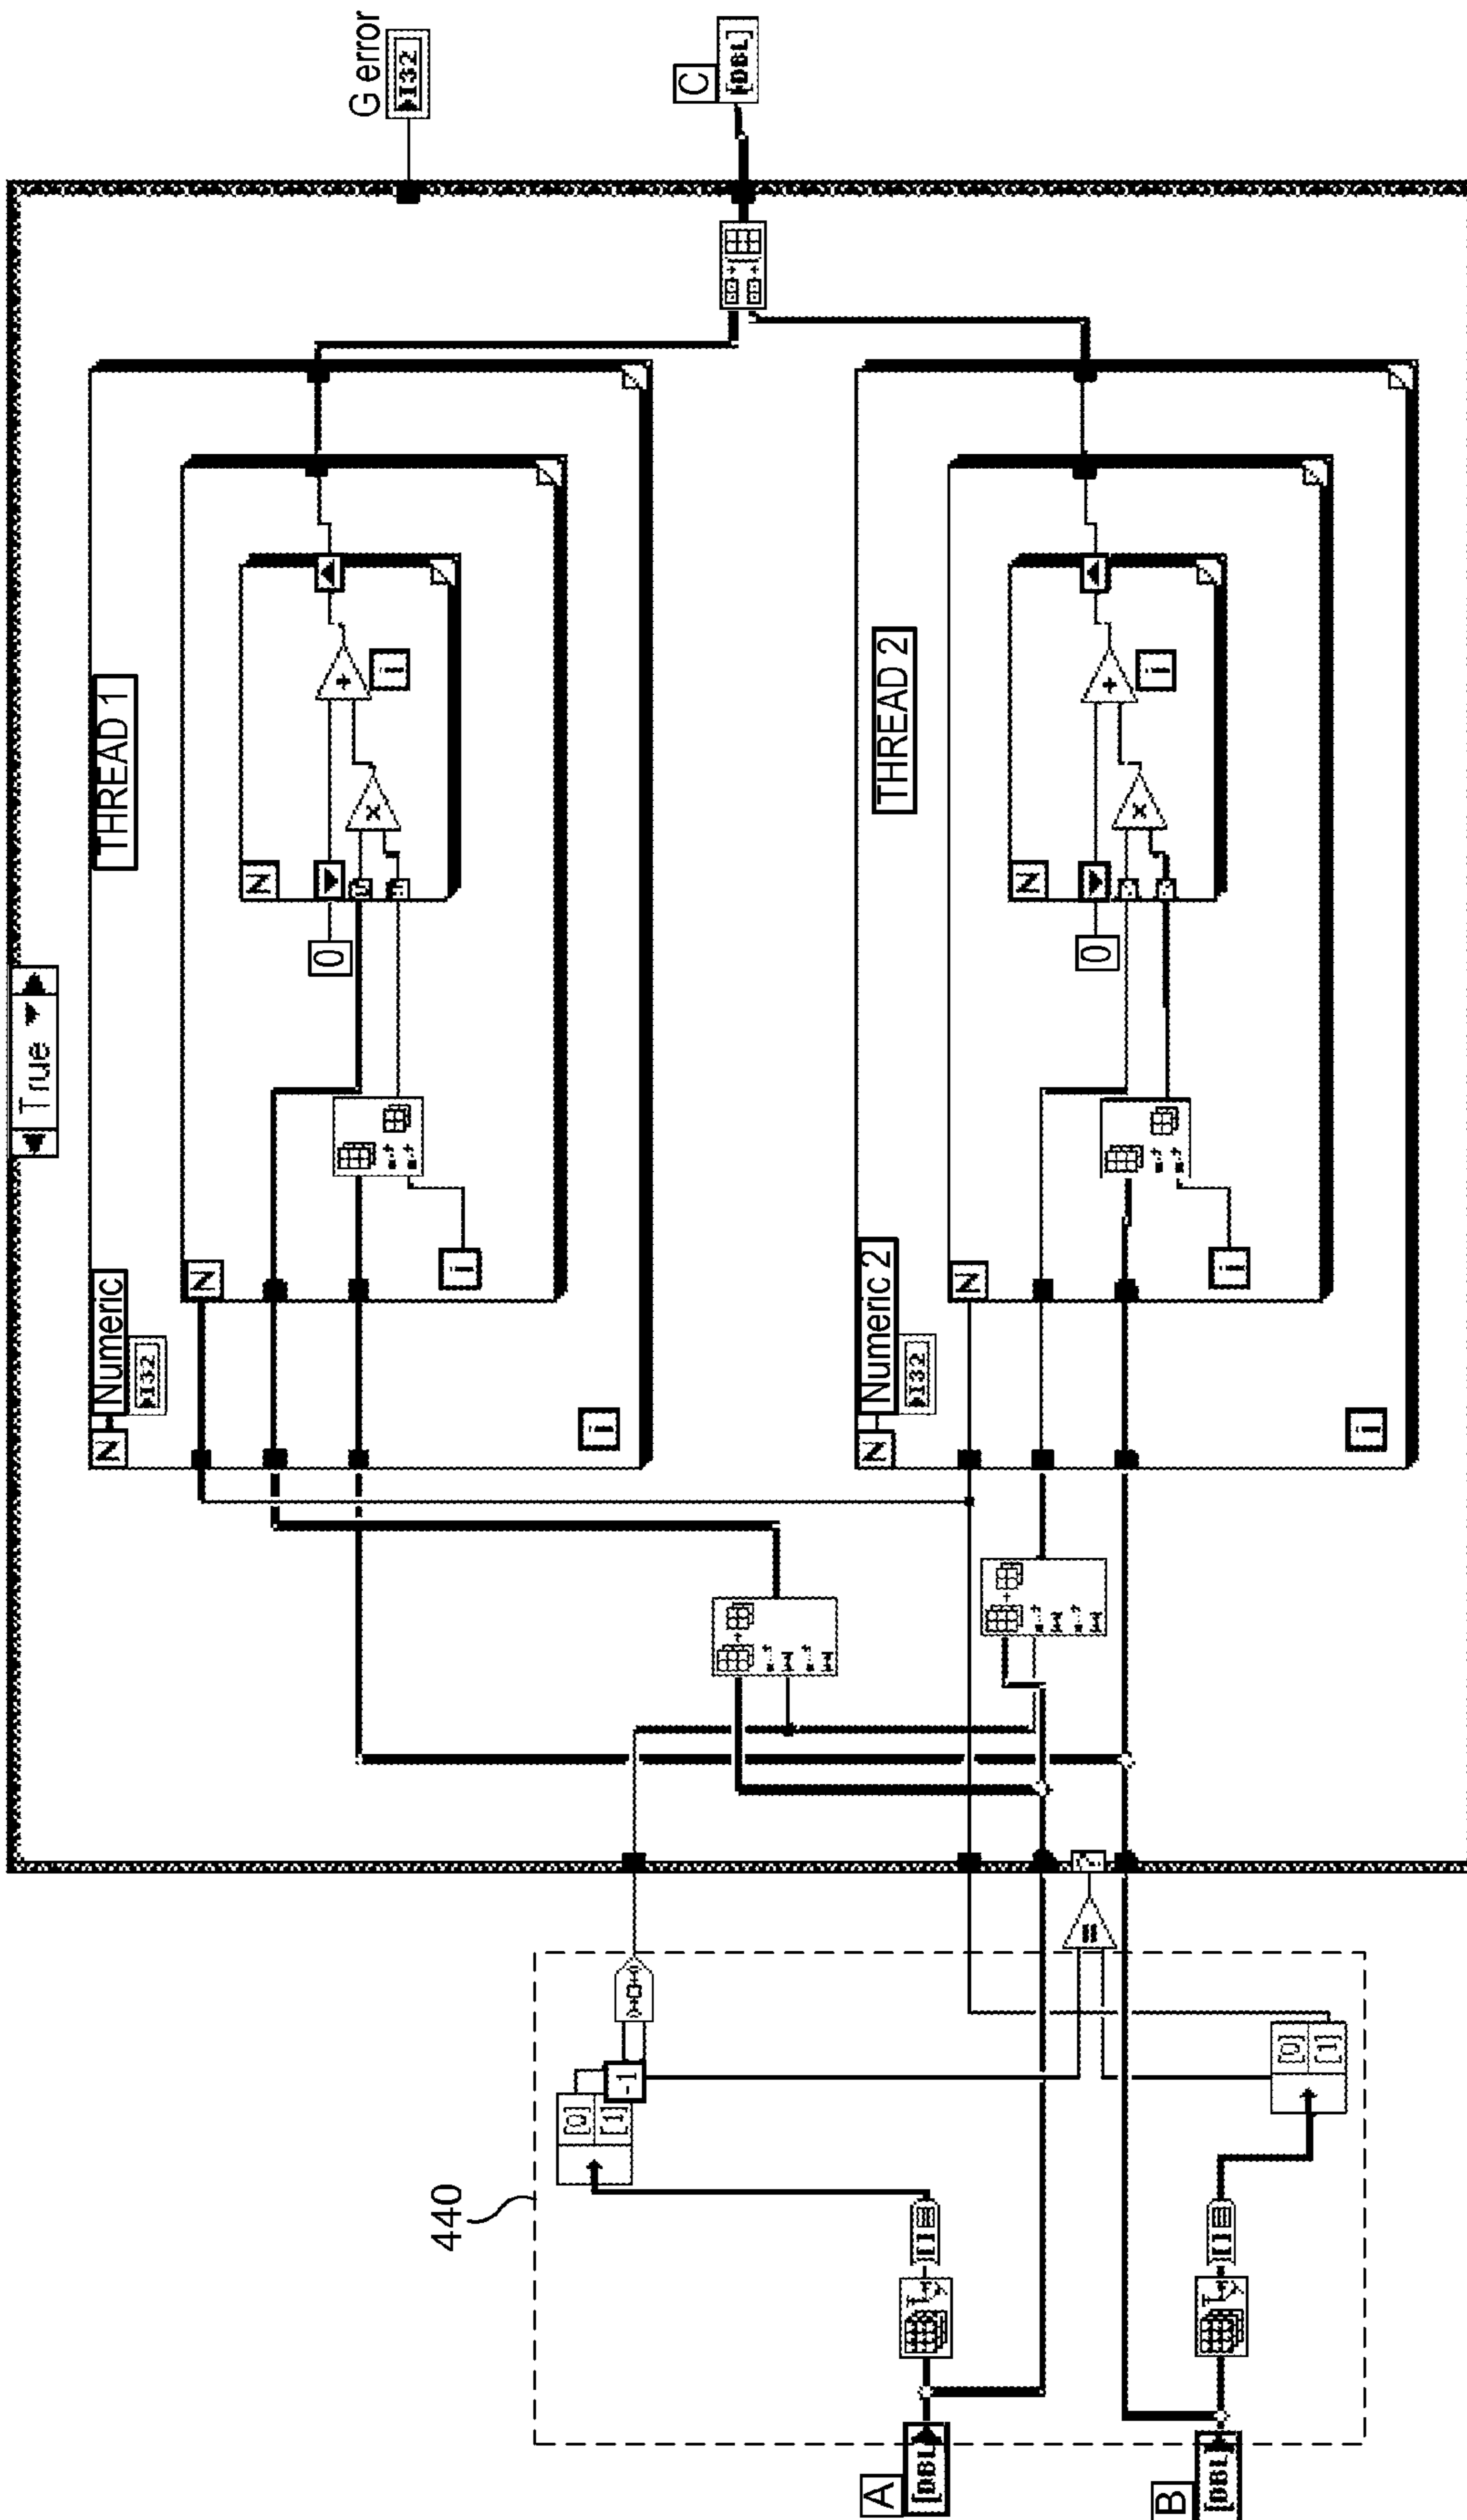 True
G error
I32
C
[DBL]
THREAD 1
Numeric
N
I32
N
i
i
N
0
x
+
i
THREAD 2
Numeric 2
N
I32
N
i
i
N
0
x
+
i
440
[0]
[1]
-1
=
[0]
[1]
A
[DBL]
B
[DBL]